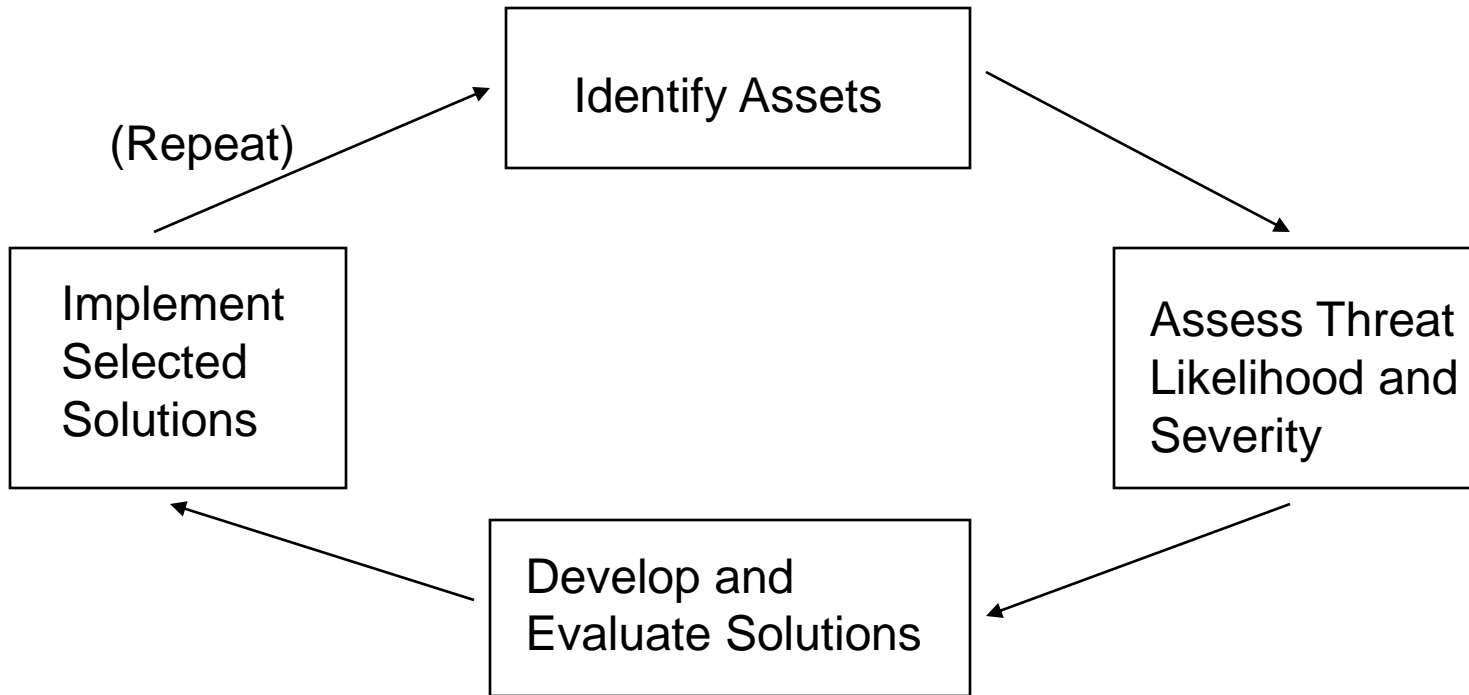 Identify Assets
(Repeat)
Implement
Selected
Solutions
Assess Threat
Likelihood and
Severity
Develop and
Evaluate Solutions